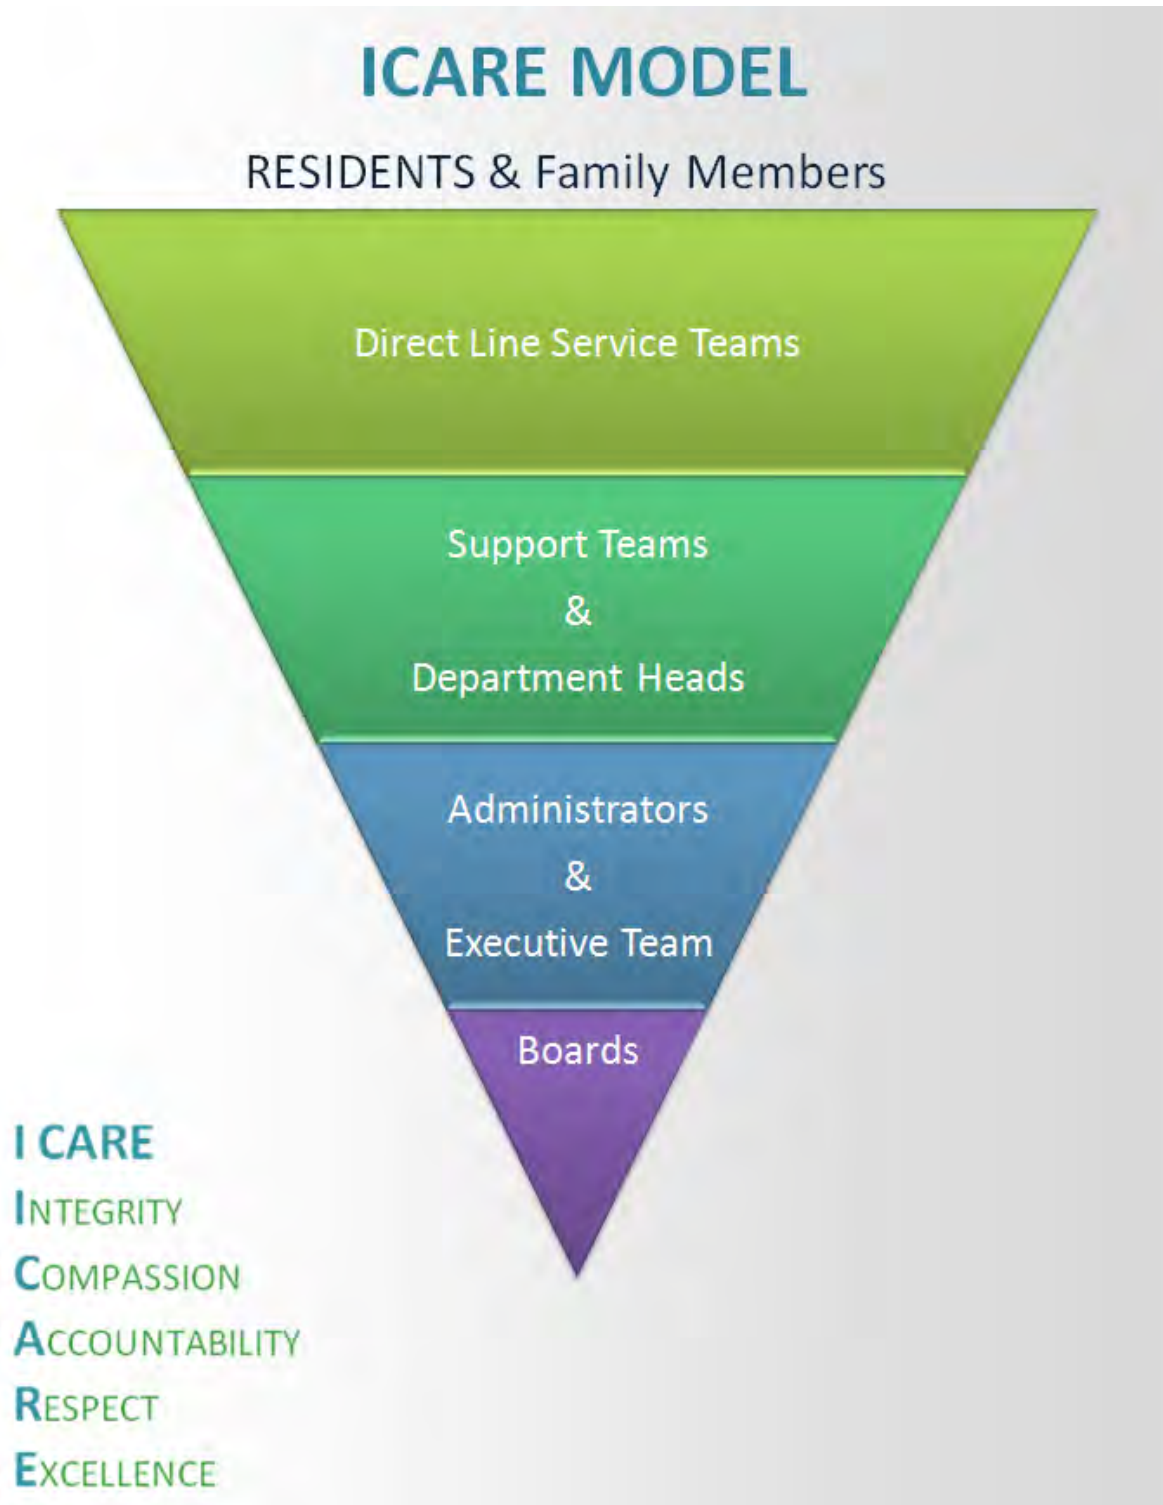 ICARE MODEL
RESIDENTS & Family Members
Direct Line Service Teams
Support Teams
&
Department Heads
Administrators
&
Executive Team
Boards
I CARE
INTEGRITY
COMPASSION
ACCOUNTABILITY
RESPECT
EXCELLENCE